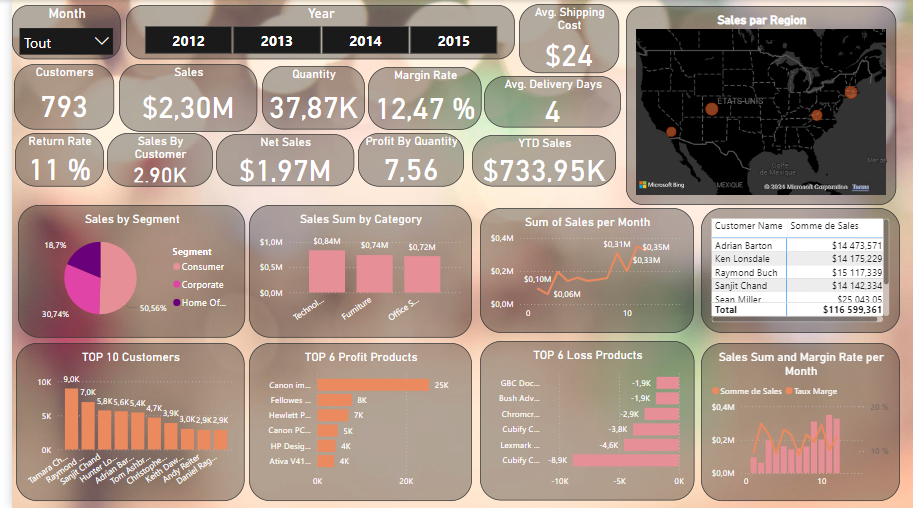 Month
Tout
Year
2012 2013 2014 2015
Avg. Shipping
Cost
$24
Customers
793
Sales
$2,30M
Quantity
37,87K
Margin Rate
12,47 %
Avg. Delivery Days
4
Return Rate
11 %
Sales By
Customer
2.90K
Net Sales
$1.97M
Profit By Quantity
7,56
YTD Sales
$733.95K
Sales par Region
ÉTATS-UNIS
Golfe
de Mexique
MEXIQUE
Microsoft Bing
© 2024 Microsoft Corporation Terms
Sales by Segment
18,7%
30,74%
50,56%
Segment
Consumer
Corporate
Home Of...
Sales Sum by Category
$1,0M
$0,5M
$0,0M
$0,84M
$0,74M
$0,72M
Technol...
Furniture
Office S...
Sum of Sales per Month
$0,4M
$0,2M
$0,0M
$0,10M
$0,06M
$0,31M
$0,35M
$0,33M
0 10
Customer Name Somme de Sales
Adrian Barton $14 473,571
Ken Lonsdale $14 175,229
Raymond Buch $15 117,339
Sanjit Chand $14 142,334
Sean Miller $25 043,05
Total $116 599,361
TOP 10 Customers
10K
5K
0K
9,0K
7,0K
5,8K
5,6K
5,4K
4,7K
3,9K
3,0K
2,9K
2,9K
Tamara Ch...
Raymond ...
Sanjit Chand
Hunter Lo...
Adrian Bar...
Tom Ashbr...
Christophe...
Keith Daw...
Andy Reiter
Daniel Rag...
TOP 6 Profit Products
Canon im... 25K
Fellowes ... 8K
Hewlett P... 7K
Canon PC... 5K
HP Desig... 4K
Ativa V41... 4K
0K 20K
TOP 6 Loss Products
GBC Doc... -1,9K
Bush Adv... -1,9K
Chromcr... -2,9K
Cubify C... -3,8K
Lexmark ... -4,6K
Cubify C... -8,9K
-10K -5K 0K
Sales Sum and Margin Rate per
Month
Somme de Sales Taux Marge
$0,4M
$0,2M
$0,0M
20 %
10 %
0 10